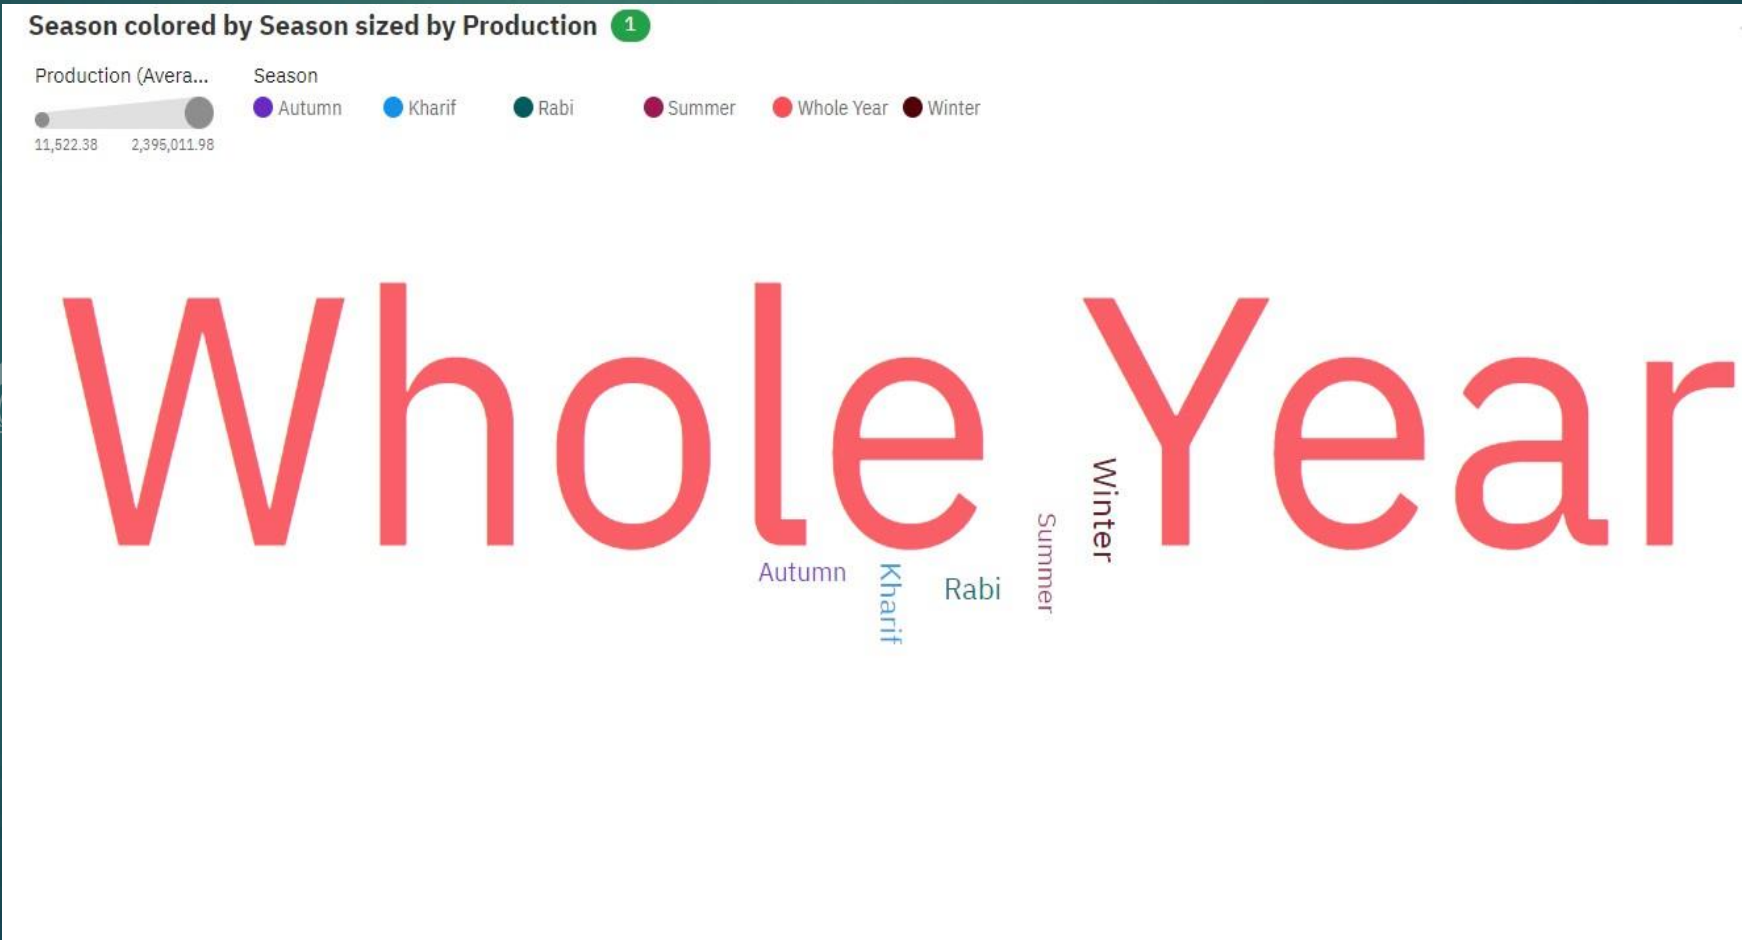 Season colored by Season sized by Production 1
Production (Avera... Season
Autumn Kharif Rabi Summer Whole Year Winter
11,522.38 2,395,011.98
Whole Year
Winter
Summer
Autumn
Kharif
Rabi